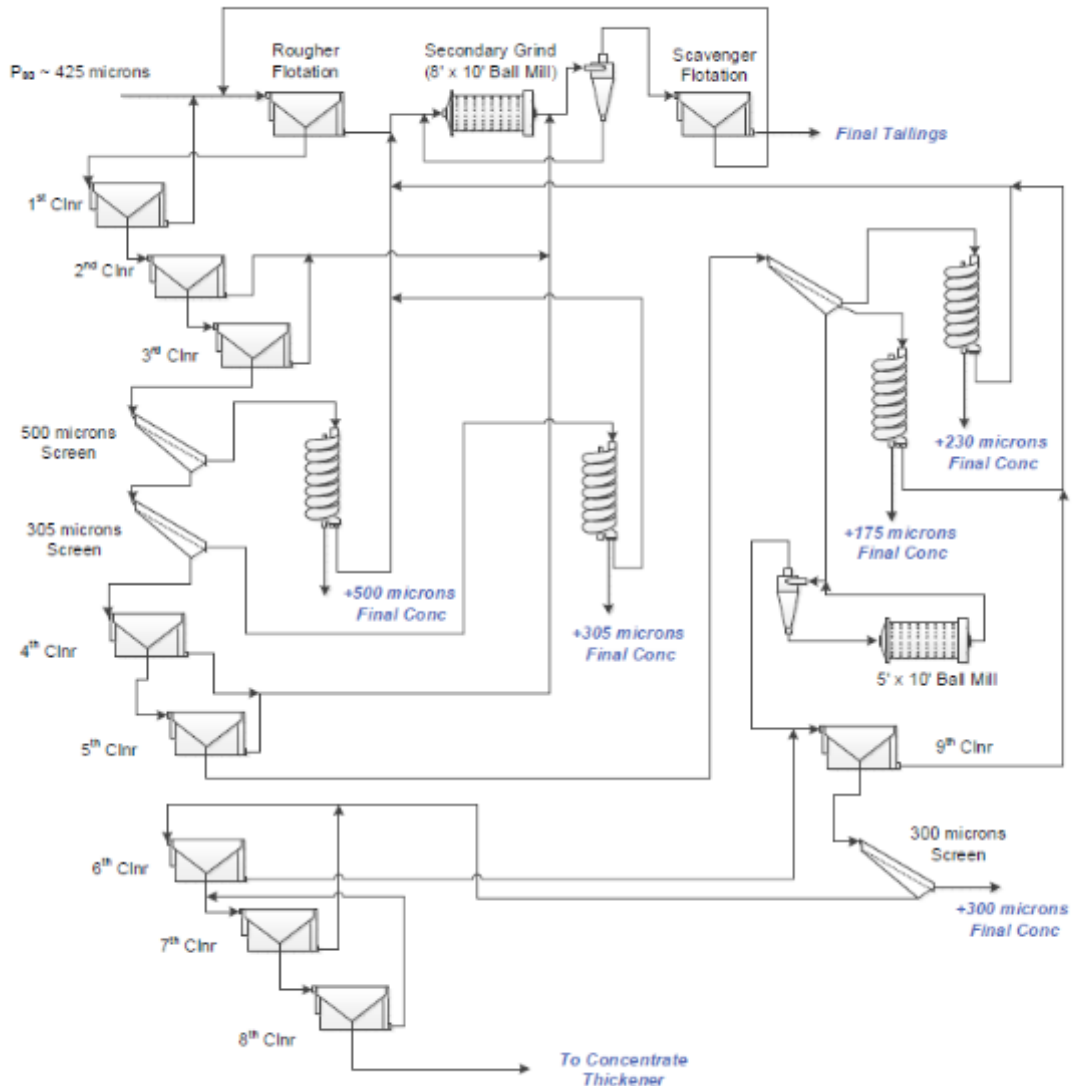 Rougher
Flotation
Secondary Grind
(8' x 10' Ball Mill)
Scavenger
Flotation
P80 ~ 425 microns
Final Tailings
1st Clnr
2nd Clnr
3rd Clnr
500 microns
Screen
+230 microns
Final Conc
305 microns
Screen
+175 microns
Final Conc
+500 microns
Final Conc
+305 microns
Final Conc
4th Clnr
5' x 10' Ball Mill
5th Clnr
9th Clnr
300 microns
Screen
6th Clnr
+300 microns
Final Conc
7th Clnr
8th Clnr
To Concentrate
Thickener